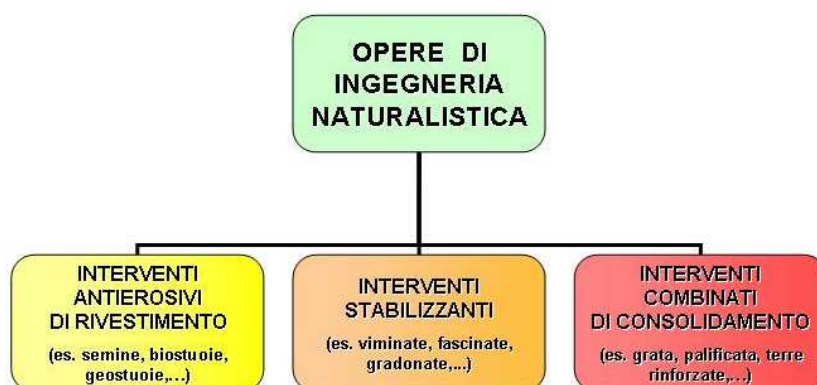 OPERE DI
INGEGNERIA
NATURALISTICA
INTERVENTI
ANTIEROSIVI
DI RIVESTIMENTO
(es. semine, biostuoie,
geostuoie,...)
INTERVENTI
STABILIZZANTI
(es. viminate, fascinate,
gradonate,...)
INTERVENTI
COMBINATI
DI CONSOLIDAMENTO
(es. grata, palificata, terre
rinforzate,...)